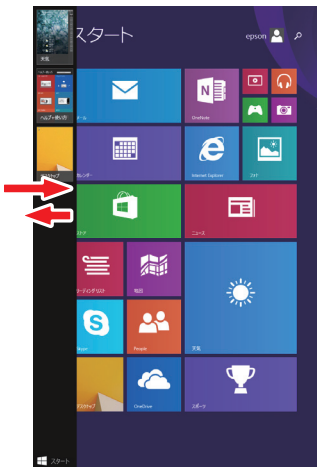 スタート
epson
天気
ヘルプ+使い方
デスクトップ
メール
OneNote
カレンダー
Internet Explorer
フォト
ストア
ニュース
リーディングリスト
地図
Skype
People
天気
デスクトップ
OneDrive
スポーツ
スタート